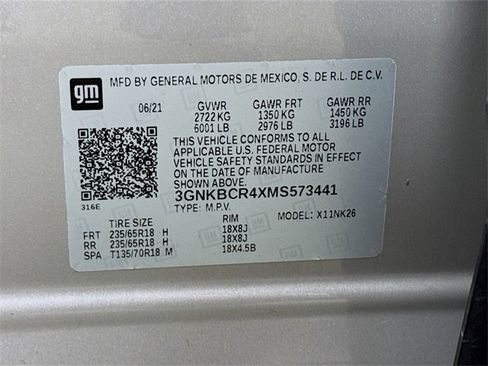 gm MFD BY GENERAL MOTORS DE MEXICO, S. DE R.L. DE C.V.
06/21 GVWR GAWR FRT GAWR RR
2722 KG 1350 KG 1450 KG
6001 LB 2976 LB 3196 LB
THIS VEHICLE CONFORMS TO ALL
APPLICABLE U.S. FEDERAL MOTOR
VEHICLE SAFETY STANDARDS IN EFFECT
ON THE DATE OF MANUFACTURE
SHOWN ABOVE.
3GNKBCR4XMS573441
316E TYPE: M.P.V. MODEL: X11NK26
TIRE SIZE RIM
FRT 235/65R18 H 18X8J
RR 235/65R18 H 18X8J
SPA T135/70R18 M 18X4.5B